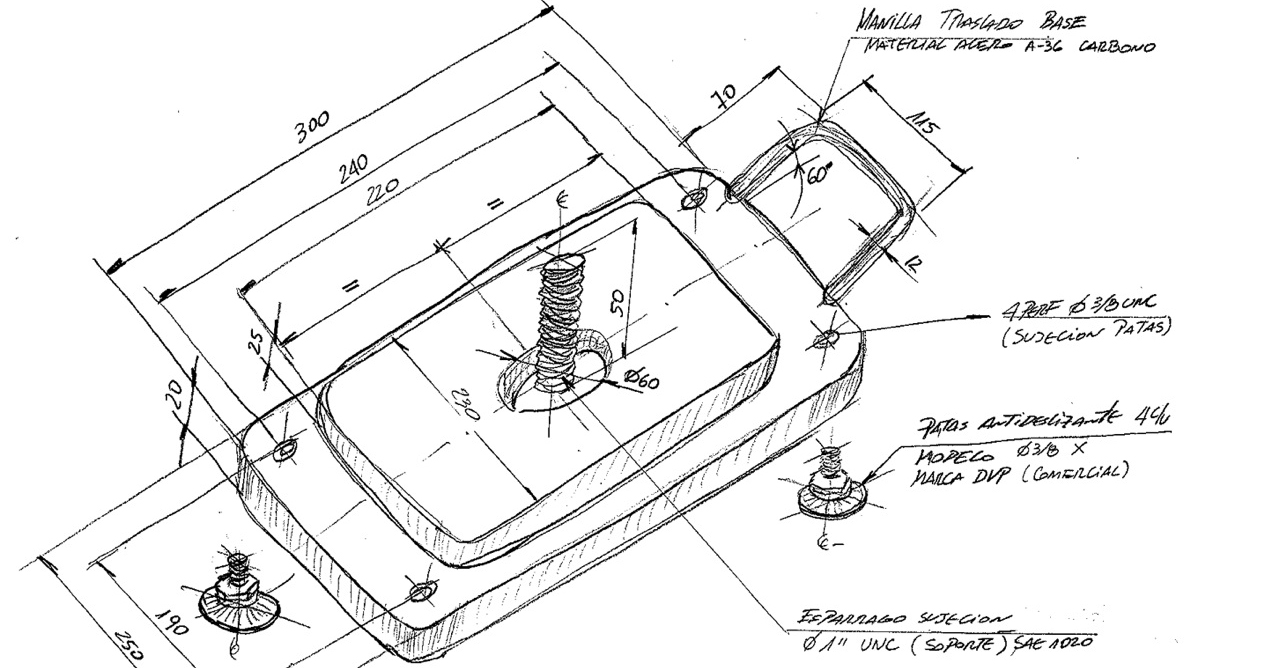 MANILLA TRASLADO BASE
MATERIAL ACERO A-36 CARBONO
300
240
220
=
=
70
115
60°
12
50
Ø60
230
25
20
190
250
4 PERF Ø 3/8 UNC
(SUJECION PATAS)
PATAS ANTIDESLIZANTE 4 C/U
MODELO Ø3/8 X
MARCA DVP (COMERCIAL)
ESPARRAGO SUJECION
Ø 1" UNC (SOPORTE) SAE 1020